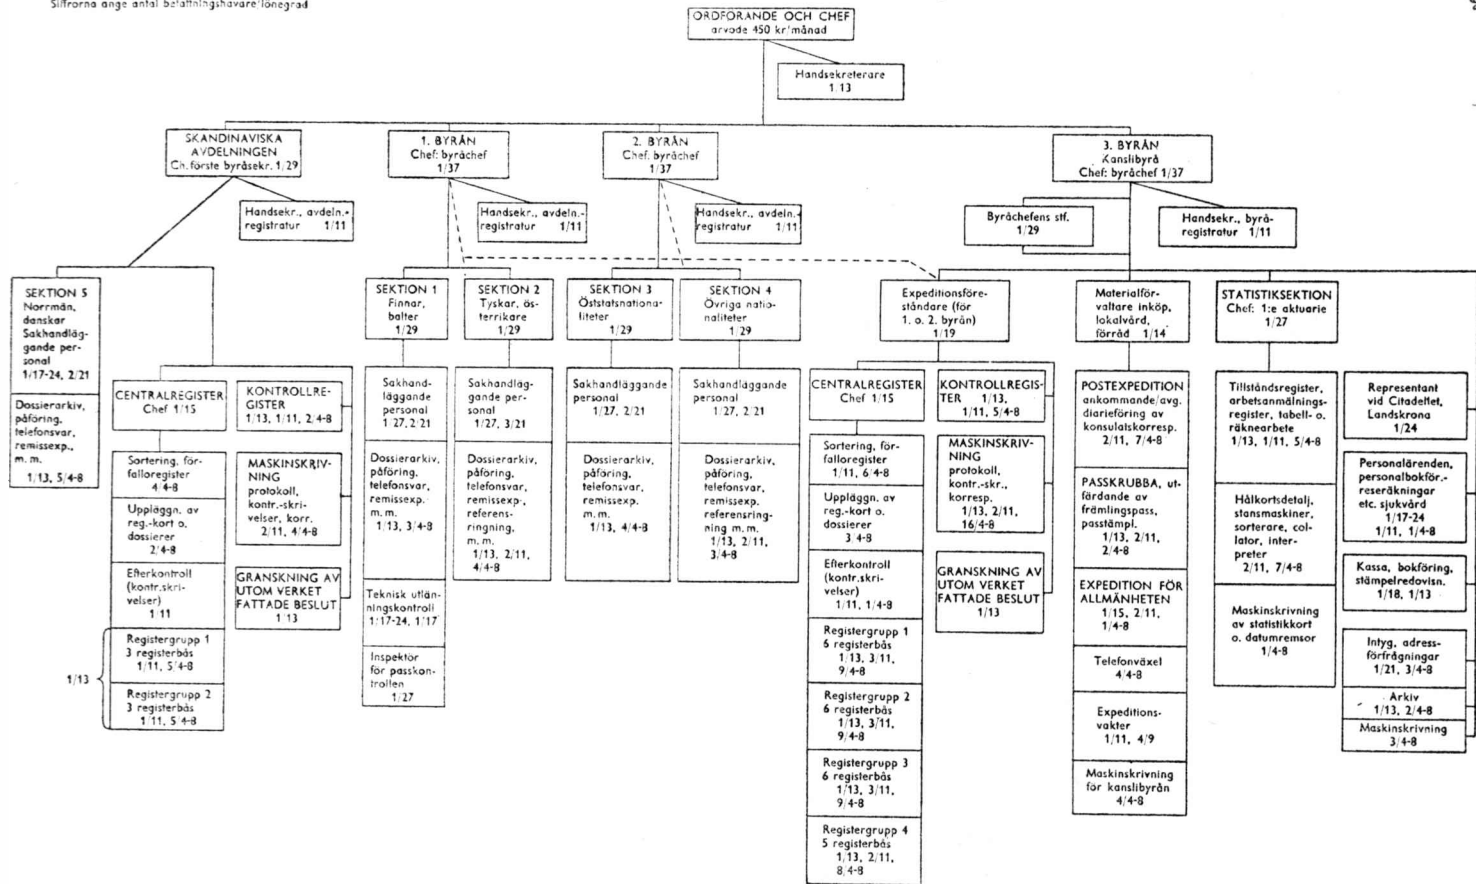 Siffrorna ange antal befattningshavare/lönegrad
ORDFÖRANDE OCH CHEF
arvode 450 kr/månad
Handsekreterare
1/13
SKANDINAVISKA
AVDELNINGEN
Ch. förste byråsekr. 1/29
1. BYRÅN
Chef: byråchef
1/37
2. BYRÅN
Chef: byråchef
1/37
3. BYRÅN
Kanslibyrå
Chef: byråchef 1/37
Handsekr., avdeln.-
registratur 1/11
Handsekr., avdeln.-
registratur 1/11
Handsekr., avdeln.-
registratur 1/11
Byråchefens stf.
1/29
Handsekr., byrå-
registratur 1/11
SEKTION 5
Norrmän,
danskar
Sakhandläg-
gande per-
sonal
1/17-24, 2/21
Dossierarkiv,
påföring,
telefonsvar,
remissexp.,
m. m.
1/13, 5/4-8
CENTRALREGISTER
Chef 1/15
Sortering, för-
falloregister
4/4-8
Uppläggn. av
reg.-kort o.
dossierer
2/4-8
Efterkontroll
(kontr.skri-
velser)
1/11
Registergrupp 1
3 registerbås
1/11, 5/4-8
Registergrupp 2
3 registerbås
1/11, 5/4-8
1/13
KONTROLLRE-
GISTER
1/13, 1/11, 2/4-8
MASKINSKRIV-
NING
protokoll,
kontr.-skri-
velser, korr.
2/11, 4/4-8
GRANSKNING AV
UTOM VERKET
FATTADE BESLUT
1/13
SEKTION 1
Finnar,
balter
1/29
Sakhand-
läggande
personal
1/27, 2/21
Dossierarkiv,
påföring,
telefonsvar,
remissexp.
m. m.
1/13, 3/4-8
Teknisk utlän-
ningskontroll
1/17-24, 1/17
Inspektör
för passkon-
trollen
1/27
SEKTION 2
Tyskar, ös-
terrikare
1/29
Sakhandläg-
gande per-
sonal
1/27, 3/21
Dossierarkiv,
påföring,
telefonsvar,
remissexp.,
referens-
ringning,
m. m.
1/13, 2/11,
4/4-8
SEKTION 3
Öststatsnationa-
liteter
1/29
Sakhandläggande
personal
1/27, 2/21
Dossierarkiv,
påföring,
telefonsvar,
remissexp.
m. m.
1/13, 4/4-8
SEKTION 4
Övriga natio-
naliteter
1/29
Sakhandläggande
personal
1/27, 2/21
Dossierarkiv,
påföring,
telefonsvar,
remissexp.
referensring-
ning m. m.
1/13, 2/11,
3/4-8
Expeditionsföre-
ståndare (för
1. o. 2. byrån)
1/19
CENTRALREGISTER
Chef 1/15
Sortering, för-
falloregister
1/11, 6/4-8
Uppläggn. av
reg.-kort o.
dossierer
3/4-8
Efterkontroll
(kontr.skri-
velser)
1/11, 1/4-8
Registergrupp 1
6 registerbås
1/13, 3/11,
9/4-8
Registergrupp 2
6 registerbås
1/13, 3/11,
9/4-8
Registergrupp 3
6 registerbås
1/13, 3/11,
9/4-8
Registergrupp 4
5 registerbås
1/13, 2/11,
8/4-8
KONTROLLREGIS-
TER 1/13,
1/11, 5/4-8
MASKINSKRIV-
NING
protokoll,
kontr.-skr.,
korresp.
1/13, 2/11,
16/4-8
GRANSKNING AV
UTOM VERKET
FATTADE BESLUT
1/13
Materialför-
valtare inköp,
lokalvård,
förråd 1/14
POSTEXPEDITION
ankommande/avg.
diarieföring av
konsulatskorresp.
2/11, 7/4-8
PASSKRUBBA, ut-
färdande av
främlingspass,
passtämpl.
1/13, 2/11,
2/4-8
EXPEDITION FÖR
ALLMÄNHETEN
1/15, 2/11,
1/4-8
Telefonväxel
4/4-8
Expeditions-
vakter
1/11, 4/9
Maskinskrivning
för kanslibyrån
4/4-8
STATISTIKSEKTION
Chef: 1:e aktuarie
1/27
Tillståndsregister,
arbetsanmälnings-
register, tabell- o.
räknearbete
1/13, 1/11, 5/4-8
Hålkortsdetalj,
stansmaskiner,
sorterare, col-
lator, inter-
preter
2/11, 7/4-8
Maskinskrivning
av statistikkort
o. datumremsor
1/4-8
Representant
vid Citadellet,
Landskrona
1/24
Personalärenden,
personalbokför.-
reseräkningar
etc. sjukvård
1/17-24
1/11, 1/4-8
Kassa, bokföring,
stämpelredovisn.
1/18, 1/13
Intyg, adress-
förfrågningar
1/21, 3/4-8
Arkiv
1/13, 2/4-8
Maskinskrivning
3/4-8